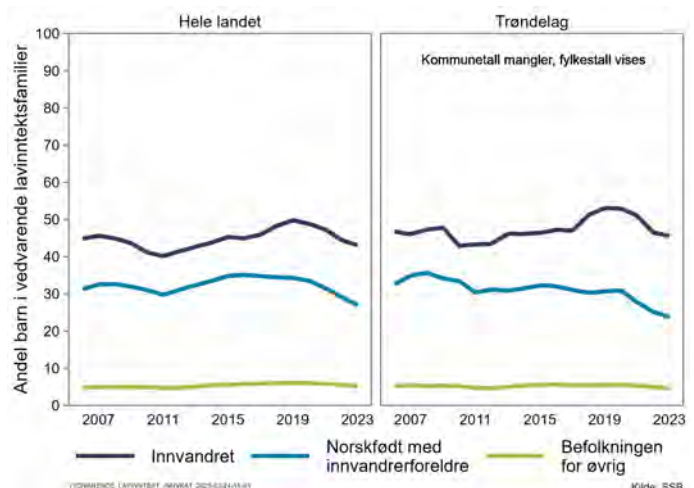 Hele landet
Trøndelag
Kommunetall mangler, fylkestall vises
Andel barn i vedvarende lavinntektsfamilier
100
90
80
70
60
50
40
30
20
10
0
2007 2011 2015 2019 2023
2007 2011 2015 2019 2023
Innvandret
Norskfødt med
innvandrerforeldre
Befolkningen
for øvrig
Kilde: SSB